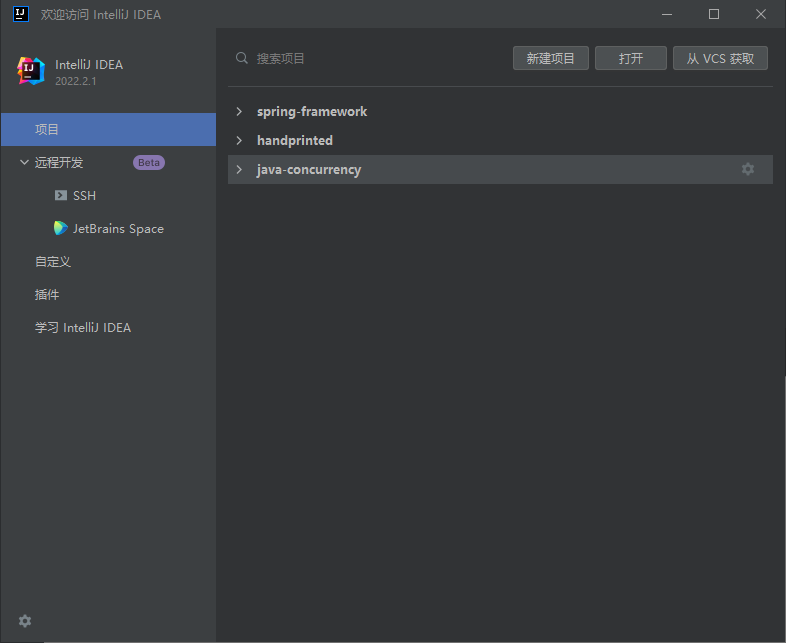 欢迎访问 IntelliJ IDEA
IntelliJ IDEA
2022.2.1
项目
远程开发 Beta
SSH
JetBrains Space
自定义
插件
学习 IntelliJ IDEA
搜索项目 新建项目 打开 从 VCS 获取
spring-framework
handprinted
java-concurrency